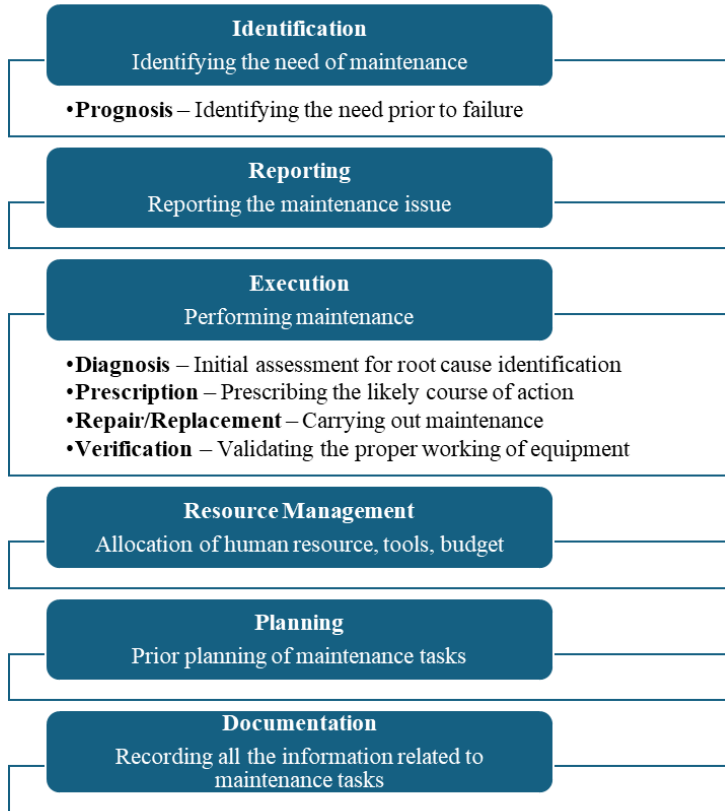 Identification
Identifying the need of maintenance
•Prognosis – Identifying the need prior to failure
Reporting
Reporting the maintenance issue
Execution
Performing maintenance
•Diagnosis – Initial assessment for root cause identification
•Prescription – Prescribing the likely course of action
•Repair/Replacement – Carrying out maintenance
•Verification – Validating the proper working of equipment
Resource Management
Allocation of human resource, tools, budget
Planning
Prior planning of maintenance tasks
Documentation
Recording all the information related to
maintenance tasks